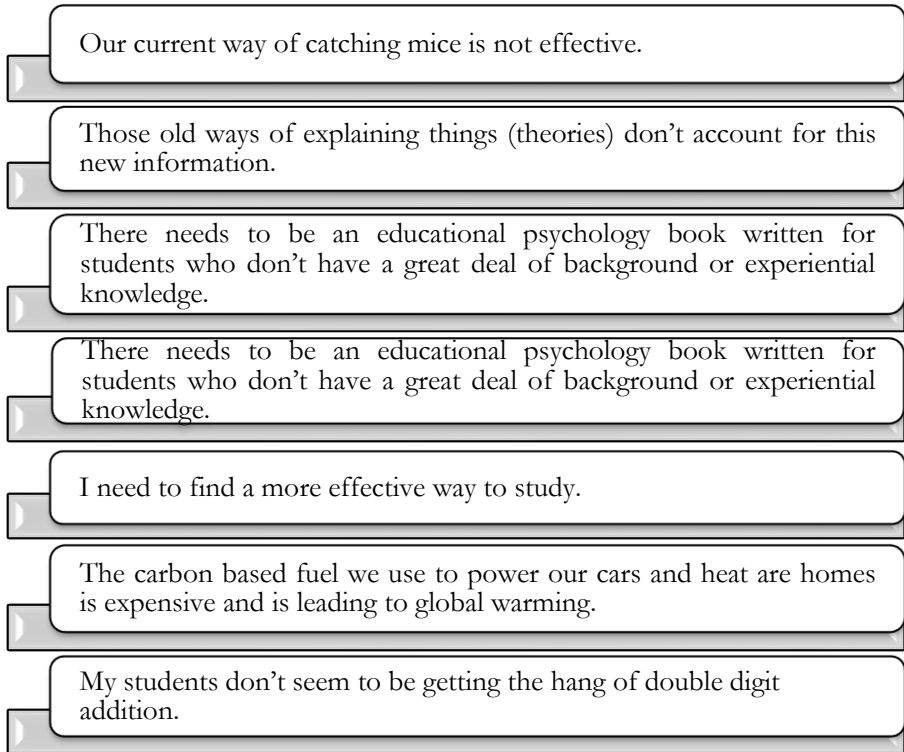 Our current way of catching mice is not effective.
Those old ways of explaining things (theories) don’t account for this
new information.
There needs to be an educational psychology book written for
students who don’t have a great deal of background or experiential
knowledge.
There needs to be an educational psychology book written for
students who don’t have a great deal of background or experiential
knowledge.
I need to find a more effective way to study.
The carbon based fuel we use to power our cars and heat are homes
is expensive and is leading to global warming.
My students don’t seem to be getting the hang of double digit
addition.